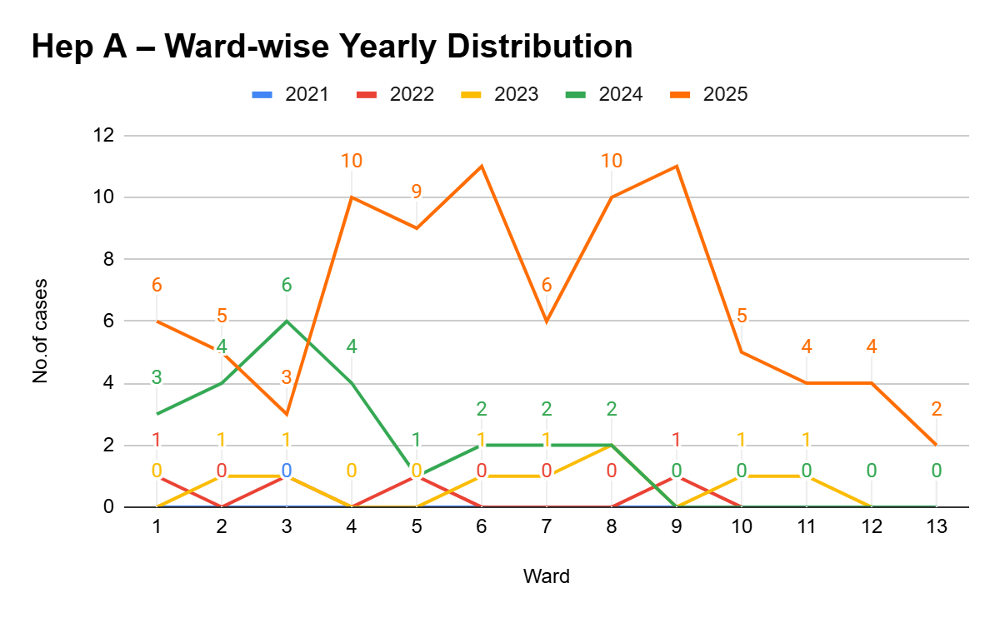 Hep A – Ward-wise Yearly Distribution
2021 2022 2023 2024 2025
12
10
8
6
4
2
0
No.of cases
10 10
9
6 6 6
5 5
4 4 4 4
3 3
2 2 2 2
1 1 1 1 1 1 1 1 1
0 0 0 0 0 0 0 0 0 0 0 0 0
1 2 3 4 5 6 7 8 9 10 11 12 13
Ward